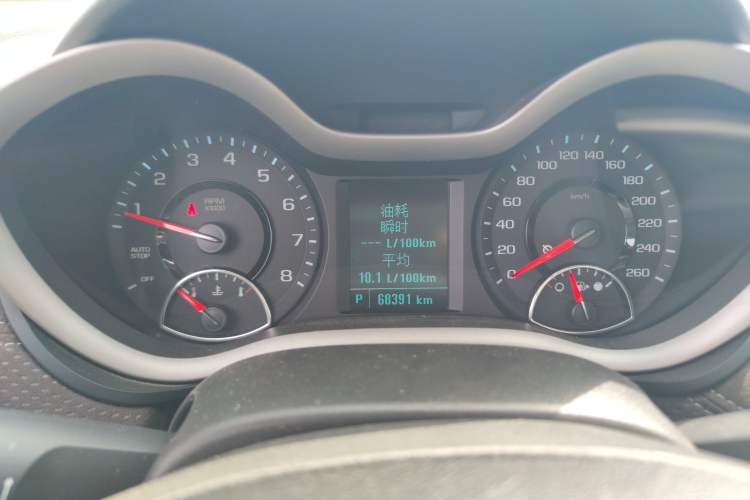 1
2
3
4
5
6
7
8
RPM
X1000
AUTO
STOP
OFF
油耗
瞬时
--- L/100km
平均
10.1 L/100km
P 68391 km
0
20
40
60
80
100
120
140
160
180
200
220
240
260
km/h